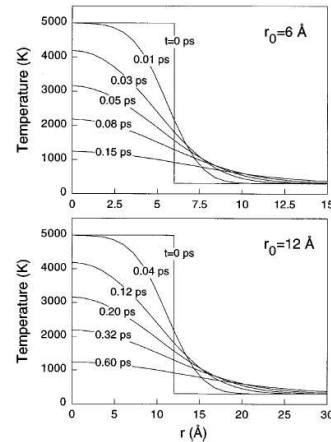 5000
4000
3000
2000
1000
0
Temperature (K)
t=0 ps
r₀=6 Å
0.01 ps
0.03 ps
0.05 ps
0.08 ps
0.15 ps
0 2.5 5 7.5 10 12.5 15
5000
4000
3000
2000
1000
0
Temperature (K)
t=0 ps
r₀=12 Å
0.04 ps
0.12 ps
0.20 ps
0.32 ps
0.60 ps
0 5 10 15 20 25 30
r (Å)